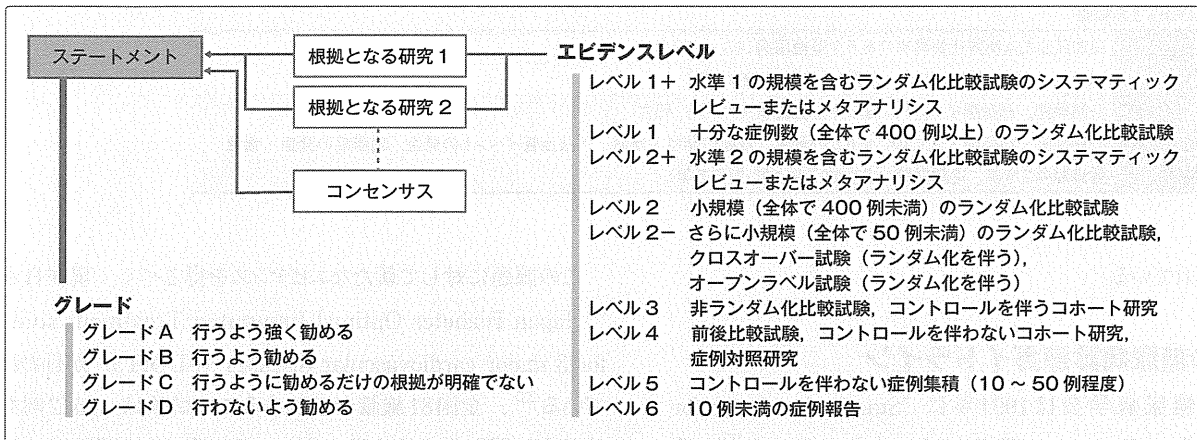 ステートメント
根拠となる研究 1
根拠となる研究 2
コンセンサス
グレード
グレード A 行うよう強く勧める
グレード B 行うよう勧める
グレード C 行うように勧めるだけの根拠が明確でない
グレード D 行わないよう勧める
エビデンスレベル
レベル 1+ 水準 1 の規模を含むランダム化比較試験のシステマティック
レビューまたはメタアナリシス
レベル 1 十分な症例数(全体で 400 例以上)のランダム化比較試験
レベル 2+ 水準 2 の規模を含むランダム化比較試験のシステマティック
レビューまたはメタアナリシス
レベル 2 小規模(全体で 400 例未満)のランダム化比較試験
レベル 2− さらに小規模(全体で 50 例未満)のランダム化比較試験,
クロスオーバー試験(ランダム化を伴う),
オープンラベル試験(ランダム化を伴う)
レベル 3 非ランダム化比較試験,コントロールを伴うコホート研究
レベル 4 前後比較試験,コントロールを伴わないコホート研究,
症例対照研究
レベル 5 コントロールを伴わない症例集積(10 〜 50 例程度)
レベル 6 10 例未満の症例報告